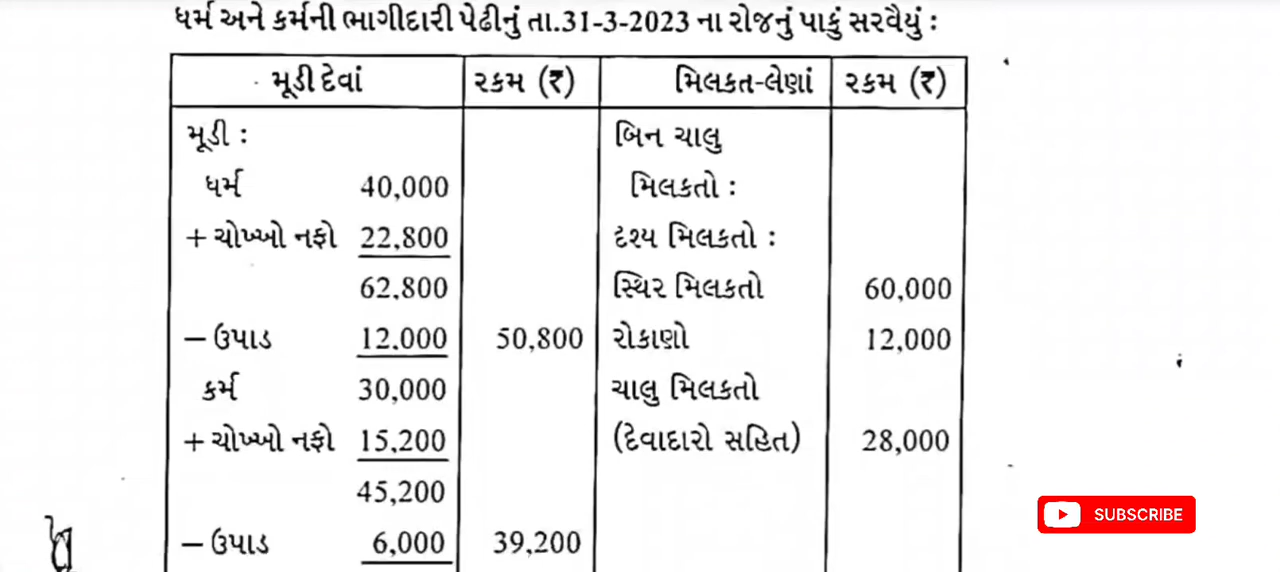 ધર્મ અને કર્મની ભાગીદારી પેઢીનું તા.31-3-2023 ના રોજનું પાકું સરવૈયું :
મૂડી દેવાં રકમ (₹) મિલકત-લેણાં રકમ (₹)
મૂડી : બિન ચાલુ
ધર્મ 40,000 મિલકતો :
+ ચોખ્ખો નફો 22,800 દૃશ્ય મિલકતો :
62,800 સ્થિર મિલકતો 60,000
– ઉપાડ 12,000 50,800 રોકાણો 12,000
કર્મ 30,000 ચાલુ મિલકતો
+ ચોખ્ખો નફો 15,200 (દેવાદારો સહિત) 28,000
45,200
– ઉપાડ 6,000 39,200
SUBSCRIBE